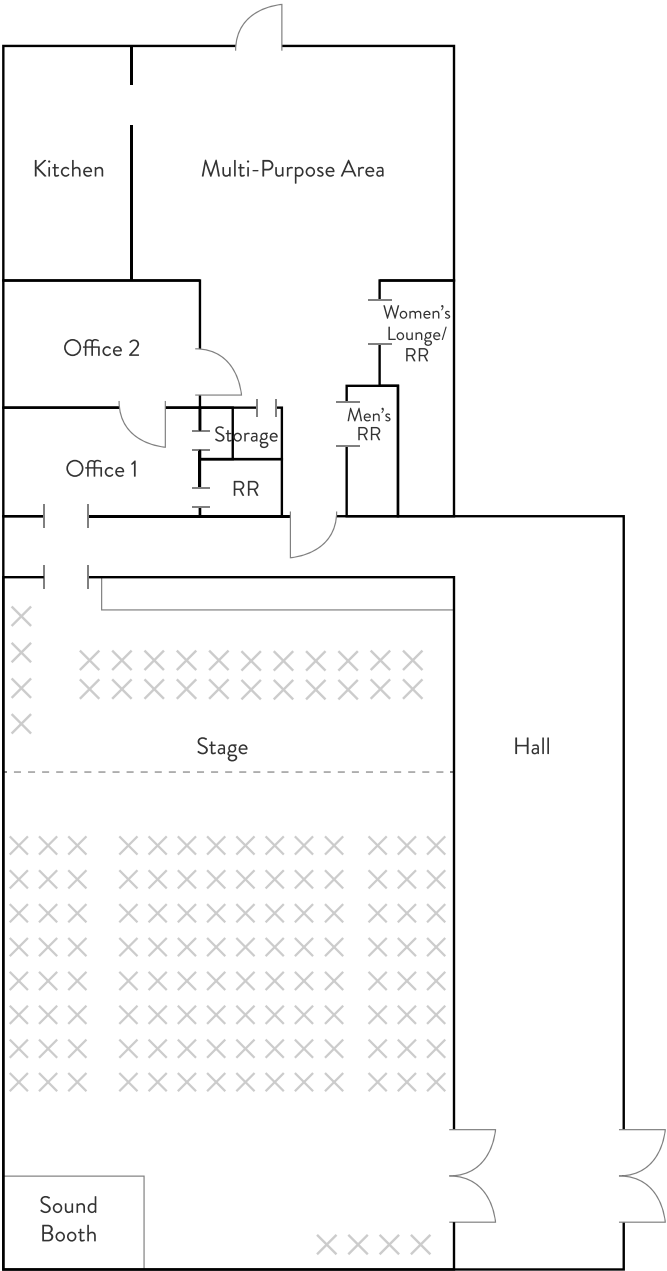 Kitchen
Multi-Purpose Area
Women's
Lounge/
RR
Office 2
Men's
RR
Storage
Office 1
RR
Stage
Hall
Sound
Booth